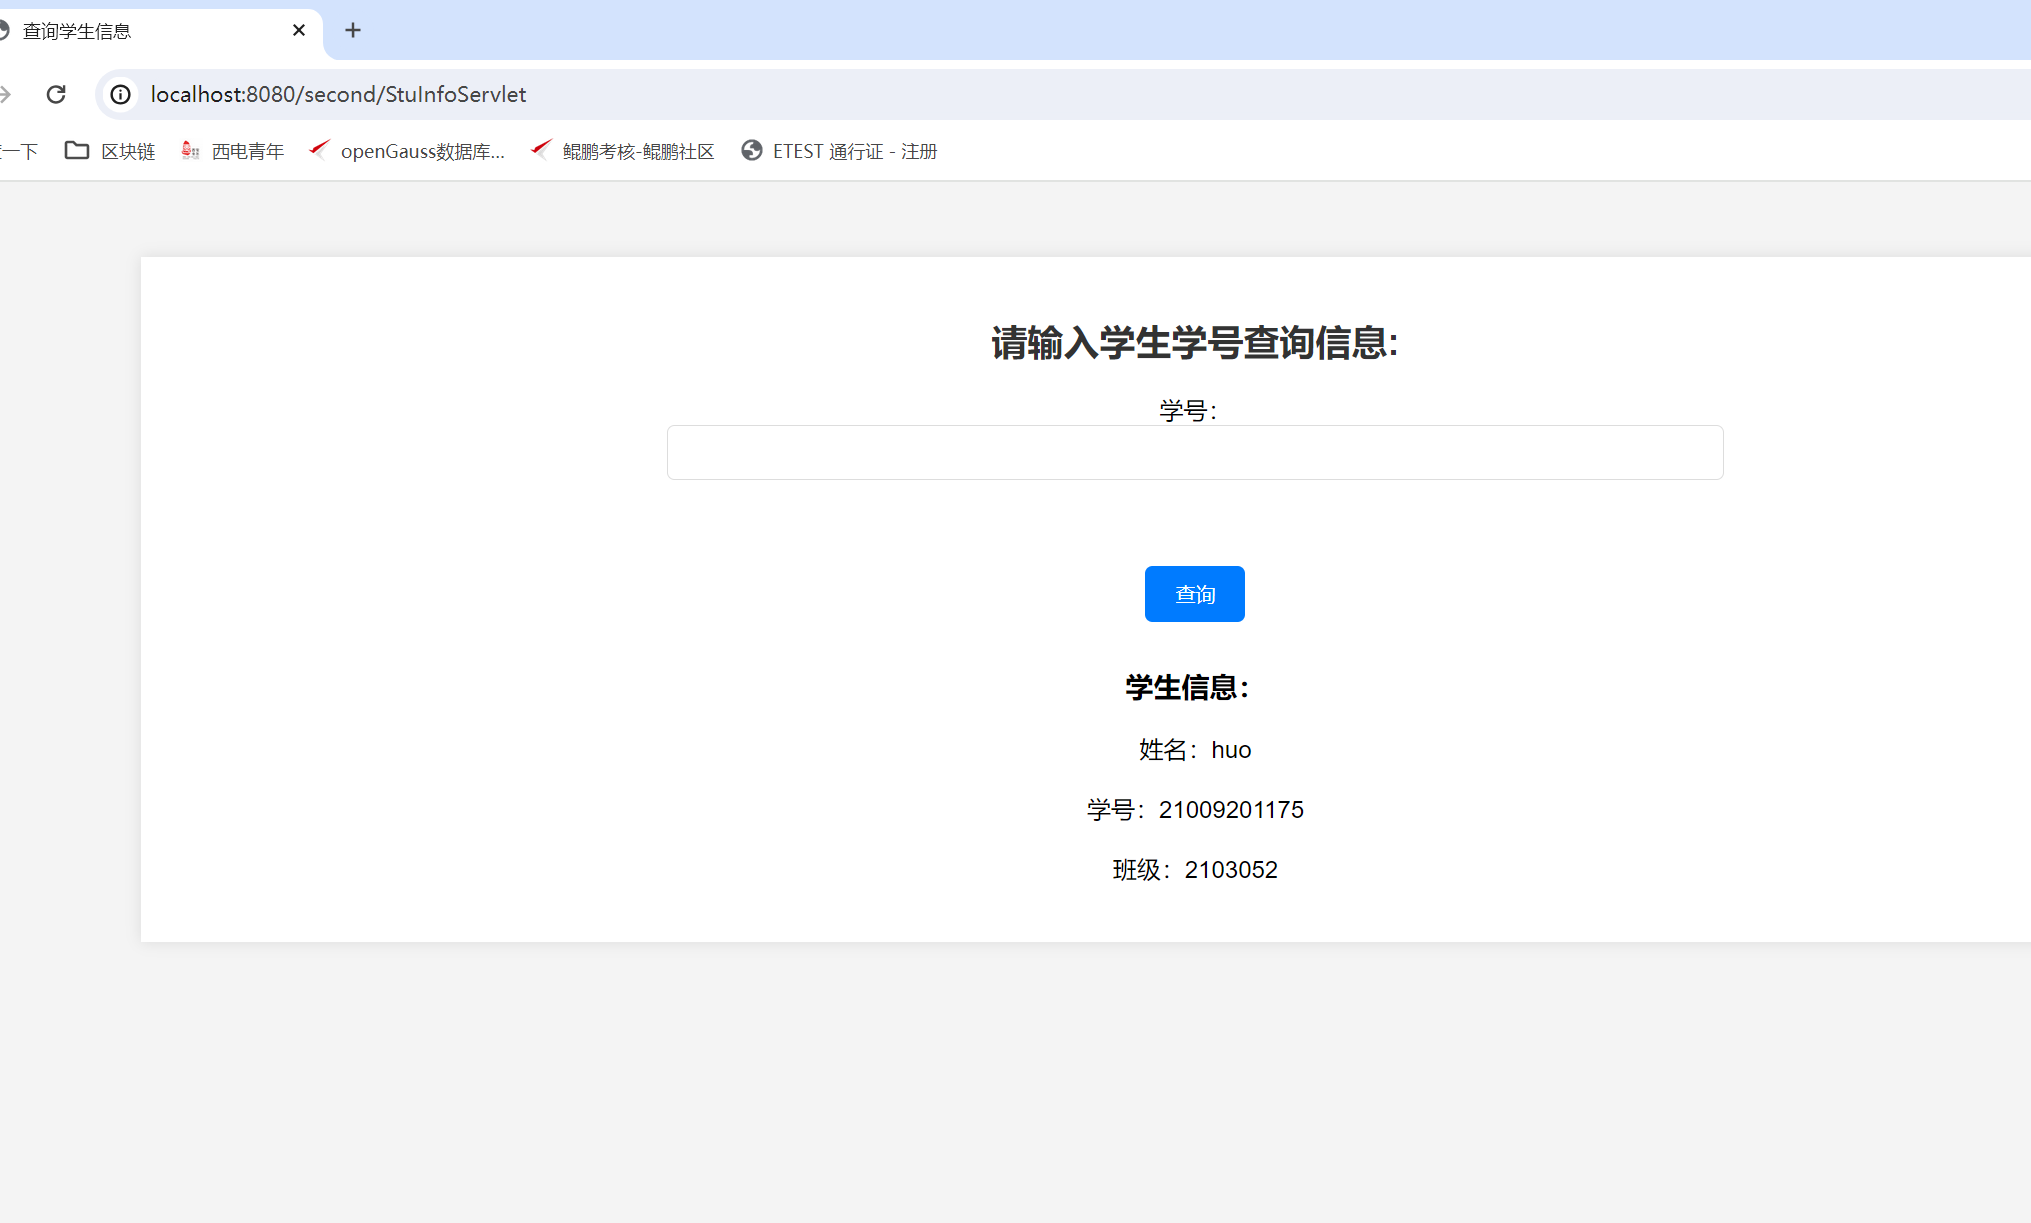 查询学生信息
localhost:8080/second/StuInfoServlet
一下 区块链 西电青年 openGauss数据库... 鲲鹏考核-鲲鹏社区 ETEST 通行证 - 注册
请输入学生学号查询信息:
学号：
查询
学生信息：
姓名：huo
学号：21009201175
班级：2103052